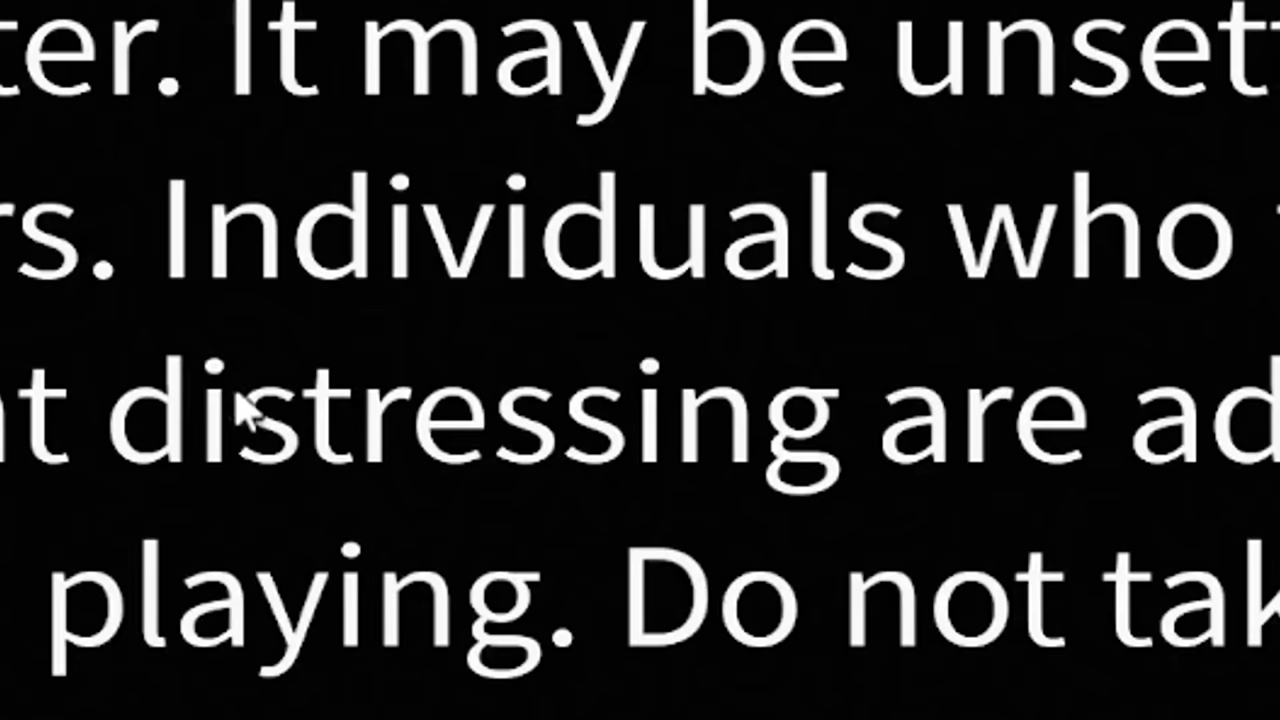 ter. It may be unset
rs. Individuals who
t distressing are ad
playing. Do not tak